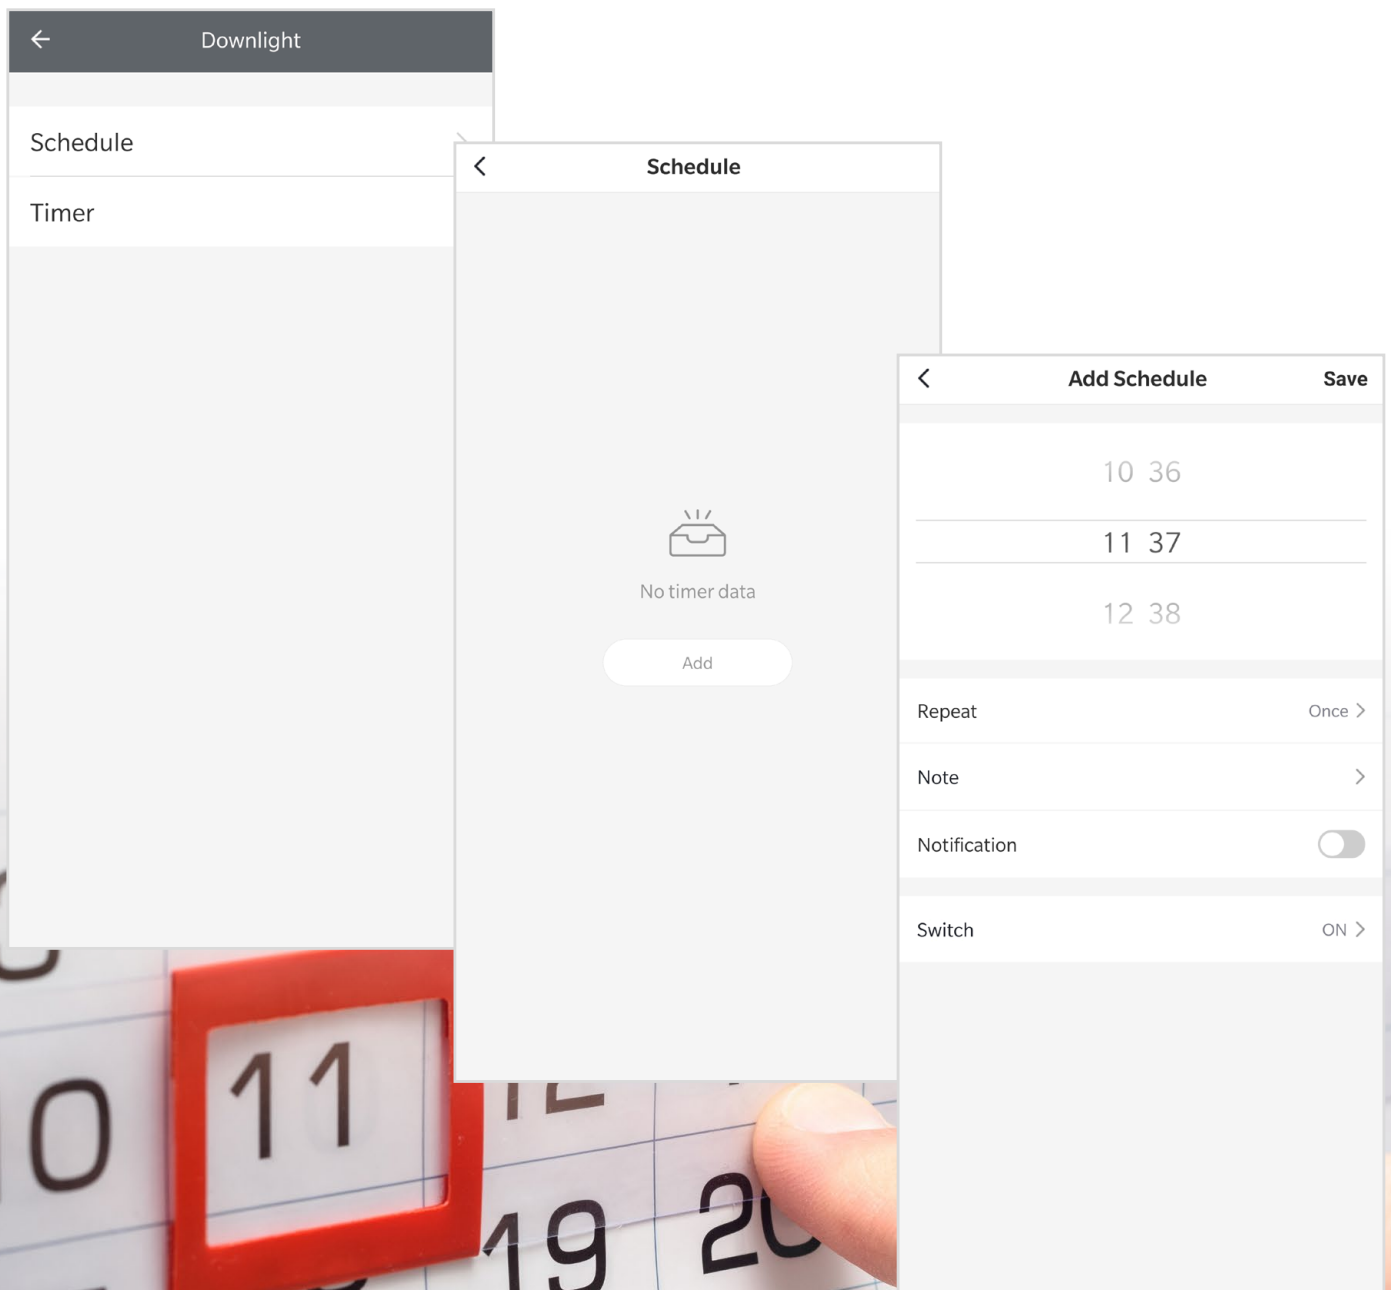 Downlight
Schedule
Timer
Schedule
No timer data
Add
Add Schedule
Save
10 36
11 37
12 38
Repeat
Once
Note
Notification
Switch
ON
11
12
19
20